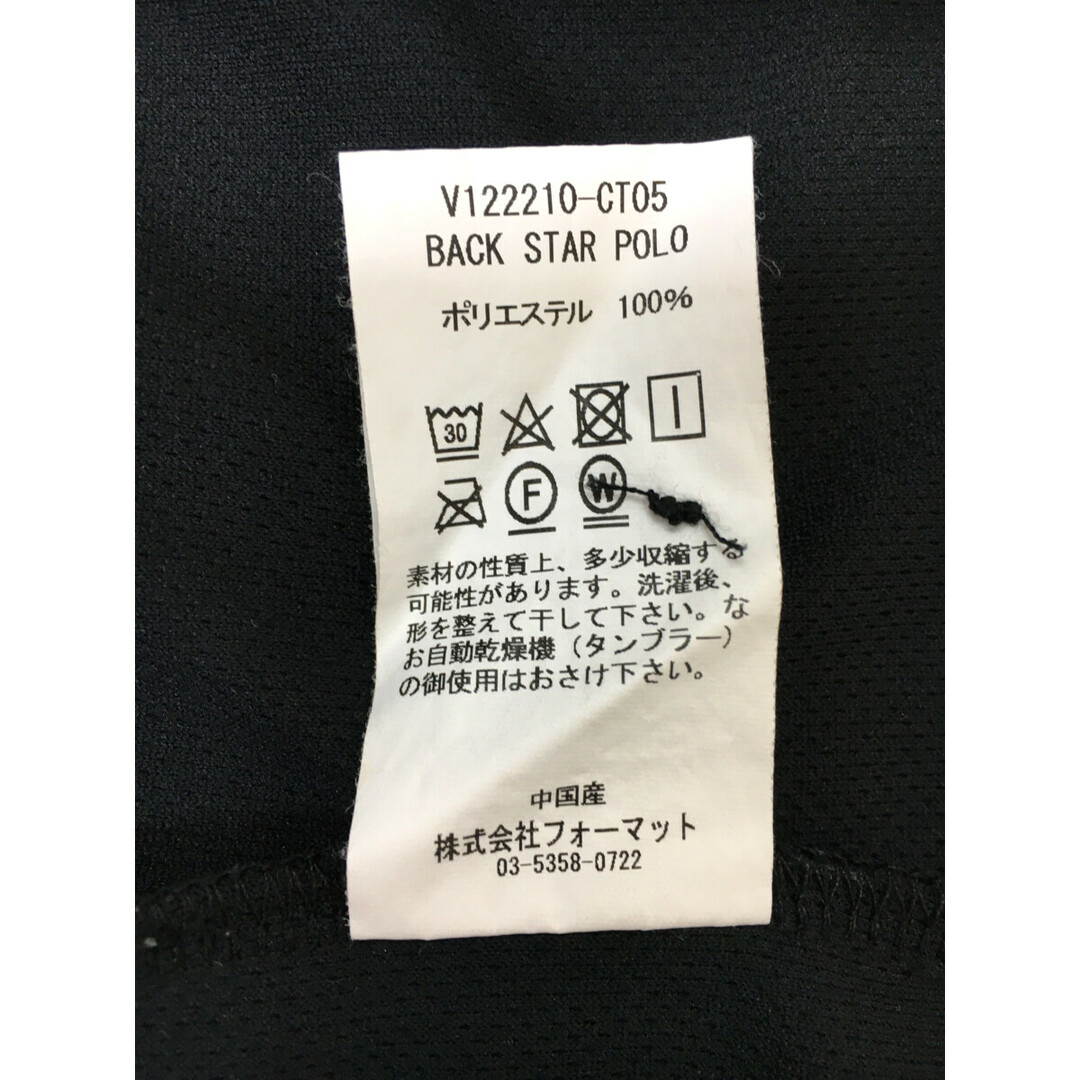 V122210-CT05
BACK STAR POLO
ポリエステル 100%
30
F
W
素材の性質上、多少収縮する
可能性があります。洗濯後、
形を整えて干して下さい。な
お自動乾燥機（タンブラー）
の御使用はおさけ下さい。
中国産
株式会社フォーマット
03-5358-0722